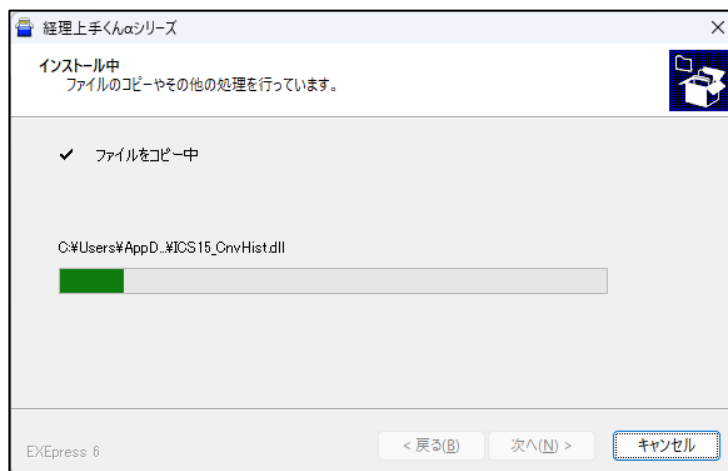 経理上手くんαシリーズ
インストール中
ファイルのコピーやその他の処理を行っています。
ファイルをコピー中
C:¥Users¥AppD...¥ICS15_CnvHist.dll
EXEpress 6
< 戻る(B)
次へ(N) >
キャンセル